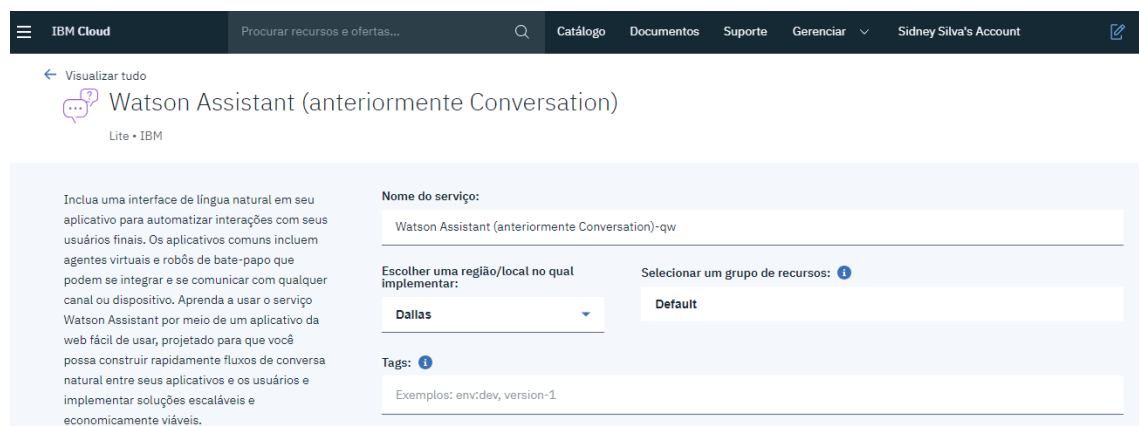 IBM Cloud
Procurar recursos e ofertas...
Catálogo
Documentos
Suporte
Gerenciar
Sidney Silva's Account
Visualizar tudo
Watson Assistant (anteriormente Conversation)
Lite • IBM
Inclua uma interface de língua natural em seu
aplicativo para automatizar interações com seus
usuários finais. Os aplicativos comuns incluem
agentes virtuais e robôs de bate-papo que
podem se integrar e se comunicar com qualquer
canal ou dispositivo. Aprenda a usar o serviço
Watson Assistant por meio de um aplicativo da
web fácil de usar, projetado para que você
possa construir rapidamente fluxos de conversa
natural entre seus aplicativos e os usuários e
implementar soluções escaláveis e
economicamente viáveis.
Nome do serviço:
Watson Assistant (anteriormente Conversation)-qw
Escolher uma região/local no qual
implementar:
Dallas
Selecionar um grupo de recursos:
Default
Tags:
Exemplos: env:dev, version-1